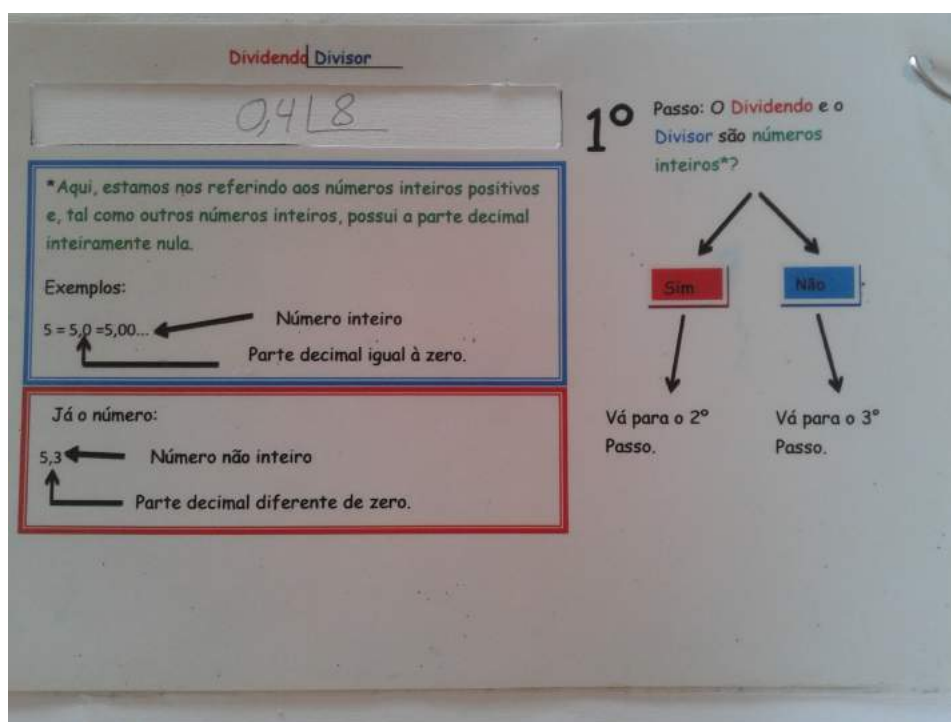 Dividendo Divisor
0,4 8
*Aqui, estamos nos referindo aos números inteiros positivos
e, tal como outros números inteiros, possui a parte decimal
inteiramente nula.
Exemplos:
5 = 5,0 =5,00...
Número inteiro
Parte decimal igual à zero.
Já o número:
5,3
Número não inteiro
Parte decimal diferente de zero.
1º
Passo: O Dividendo e o
Divisor são números
inteiros*?
Sim
Não
Vá para o 2º
Passo.
Vá para o 3º
Passo.